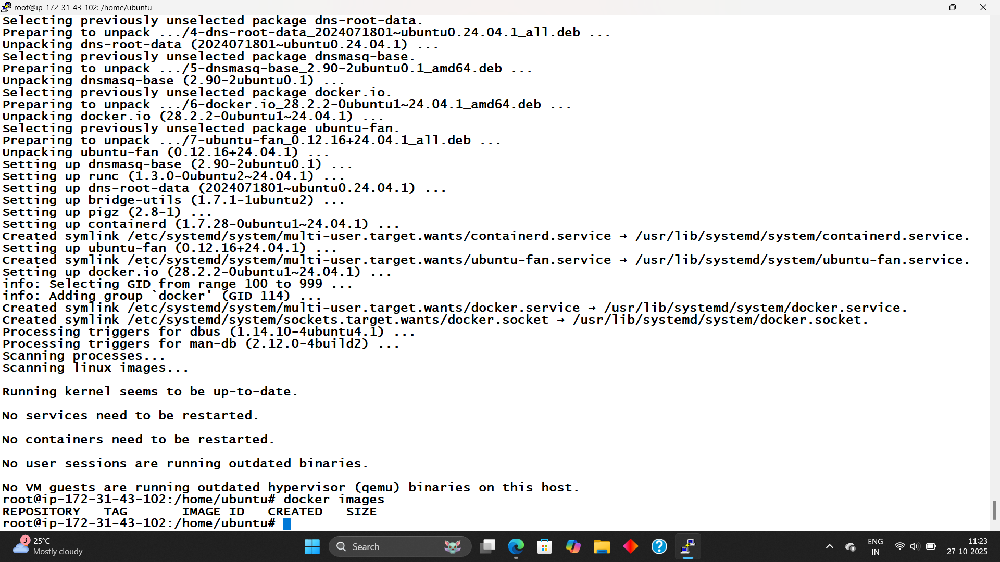 root@ip-172-31-43-102: /home/ubuntu
Selecting previously unselected package dns-root-data.
Preparing to unpack .../4-dns-root-data_2024071801~ubuntu0.24.04.1_all.deb ...
Unpacking dns-root-data (2024071801~ubuntu0.24.04.1) ...
Selecting previously unselected package dnsmasq-base.
Preparing to unpack .../5-dnsmasq-base_2.90-2ubuntu0.1_amd64.deb ...
Unpacking dnsmasq-base (2.90-2ubuntu0.1) ...
Selecting previously unselected package docker.io.
Preparing to unpack .../6-docker.io_28.2.2-0ubuntu1~24.04.1_amd64.deb ...
Unpacking docker.io (28.2.2-0ubuntu1~24.04.1) ...
Selecting previously unselected package ubuntu-fan.
Preparing to unpack .../7-ubuntu-fan_0.12.16+24.04.1_all.deb ...
Unpacking ubuntu-fan (0.12.16+24.04.1) ...
Setting up dnsmasq-base (2.90-2ubuntu0.1) ...
Setting up runc (1.3.0-0ubuntu2~24.04.1) ...
Setting up dns-root-data (2024071801~ubuntu0.24.04.1) ...
Setting up bridge-utils (1.7.1-1ubuntu2) ...
Setting up pigz (2.8-1) ...
Setting up containerd (1.7.28-0ubuntu1~24.04.1) ...
Created symlink /etc/systemd/system/multi-user.target.wants/containerd.service → /usr/lib/systemd/system/containerd.service.
Setting up ubuntu-fan (0.12.16+24.04.1) ...
Created symlink /etc/systemd/system/multi-user.target.wants/ubuntu-fan.service → /usr/lib/systemd/system/ubuntu-fan.service.
Setting up docker.io (28.2.2-0ubuntu1~24.04.1) ...
info: Selecting GID from range 100 to 999 ...
info: Adding group `docker' (GID 114) ...
Created symlink /etc/systemd/system/multi-user.target.wants/docker.service → /usr/lib/systemd/system/docker.service.
Created symlink /etc/systemd/system/sockets.target.wants/docker.socket → /usr/lib/systemd/system/docker.socket.
Processing triggers for dbus (1.14.10-4ubuntu4.1) ...
Processing triggers for man-db (2.12.0-4build2) ...
Scanning processes...
Scanning linux images...
Running kernel seems to be up-to-date.
No services need to be restarted.
No containers need to be restarted.
No user sessions are running outdated binaries.
No VM guests are running outdated hypervisor (qemu) binaries on this host.
root@ip-172-31-43-102:/home/ubuntu# docker images
REPOSITORY   TAG       IMAGE ID   CREATED   SIZE
root@ip-172-31-43-102:/home/ubuntu#
3
25°C
Mostly cloudy
Search
ENG
IN
11:23
27-10-2025